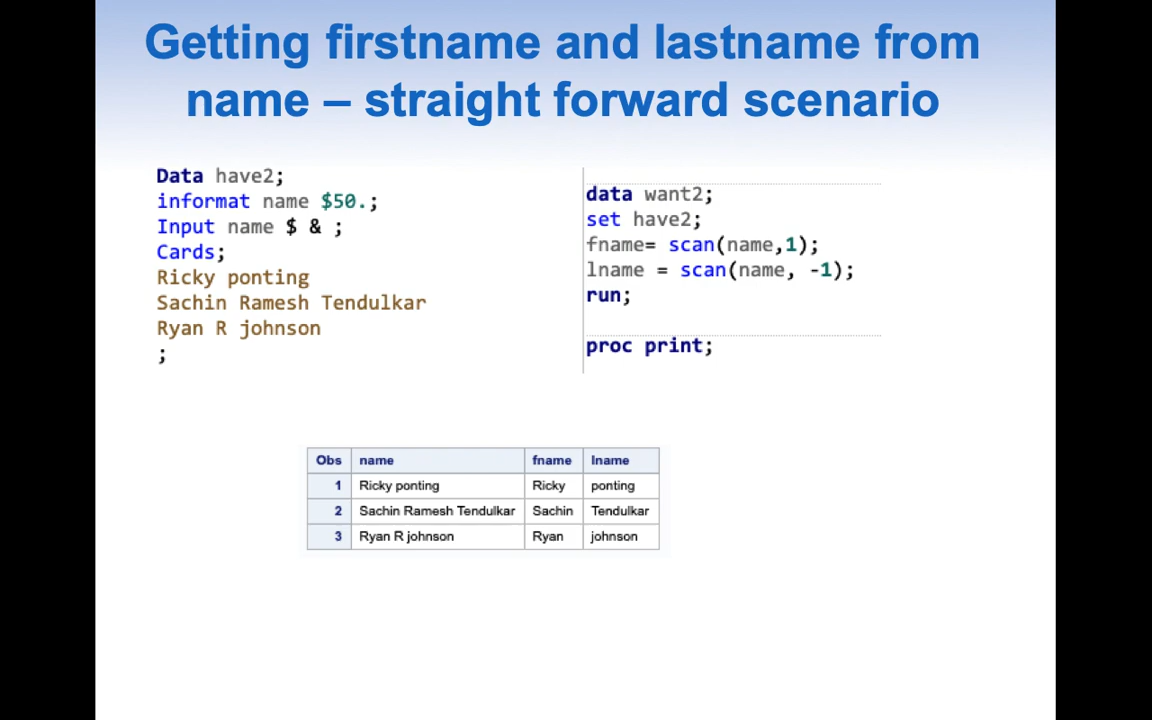 Getting firstname and lastname from
name – straight forward scenario
Data have2;
informat name $50.;
Input name $ & ;
Cards;
Ricky ponting
Sachin Ramesh Tendulkar
Ryan R johnson
;
data want2;
set have2;
fname= scan(name,1);
lname = scan(name, -1);
run;
proc print;
Obs name fname lname
1 Ricky ponting Ricky ponting
2 Sachin Ramesh Tendulkar Sachin Tendulkar
3 Ryan R johnson Ryan johnson